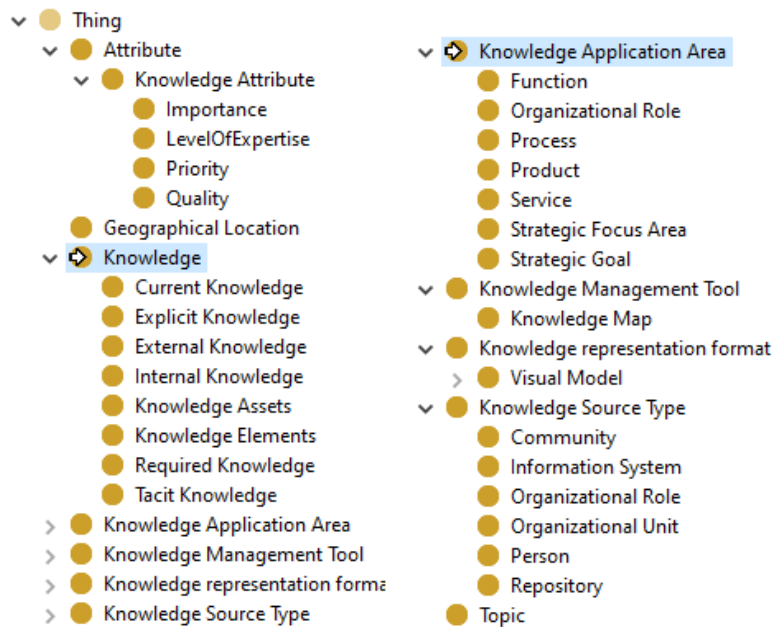 Thing
Attribute
Knowledge Attribute
Importance
LevelOfExpertise
Priority
Quality
Geographical Location
Knowledge
Current Knowledge
Explicit Knowledge
External Knowledge
Internal Knowledge
Knowledge Assets
Knowledge Elements
Required Knowledge
Tacit Knowledge
Knowledge Application Area
Knowledge Management Tool
Knowledge representation forma
Knowledge Source Type
Knowledge Application Area
Function
Organizational Role
Process
Product
Service
Strategic Focus Area
Strategic Goal
Knowledge Management Tool
Knowledge Map
Knowledge representation format
Visual Model
Knowledge Source Type
Community
Information System
Organizational Role
Organizational Unit
Person
Repository
Topic